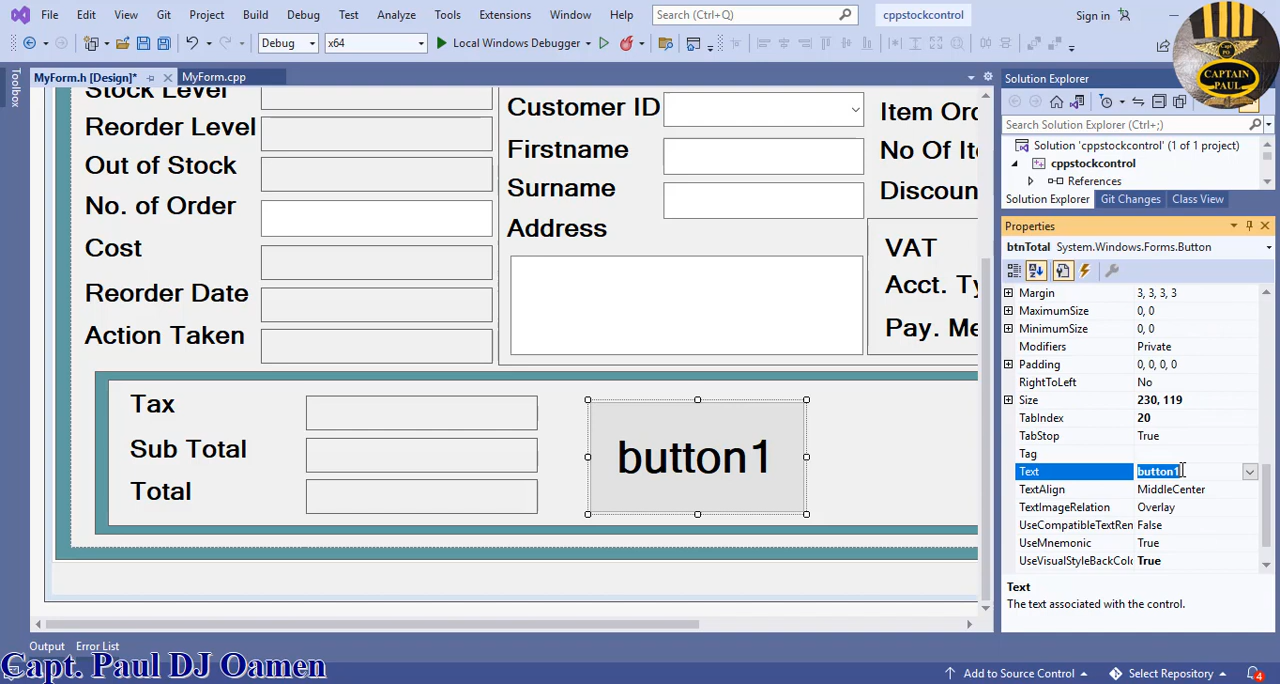 File Edit View Git Project Build Debug Test Analyze Tools Extensions Window Help Search (Ctrl+Q) cppstockcontrol Sign in
Debug x64 Local Windows Debugger
CAPTAIN
PAUL
Toolbox
MyForm.h [Design]* MyForm.cpp
Stock Level
Reorder Level
Out of Stock
No. of Order
Cost
Reorder Date
Action Taken
Customer ID
Firstname
Surname
Address
Item Ord
No Of Ite
Discoun
VAT
Acct. Ty
Pay. Me
Tax
Sub Total
Total
button1
Solution Explorer
Search Solution Explorer (Ctrl+;)
Solution 'cppstockcontrol' (1 of 1 project)
cppstockcontrol
References
Solution Explorer Git Changes Class View
Properties
btnTotal System.Windows.Forms.Button
Margin 3, 3, 3, 3
MaximumSize 0, 0
MinimumSize 0, 0
Modifiers Private
Padding 0, 0, 0, 0
RightToLeft No
Size 230, 119
TabIndex 20
TabStop True
Tag
Text button1
TextAlign MiddleCenter
TextImageRelation Overlay
UseCompatibleTextRen False
UseMnemonic True
UseVisualStyleBackColo True
Text
The text associated with the control.
Output Error List
Capt. Paul DJ Oamen
Add to Source Control Select Repository 4